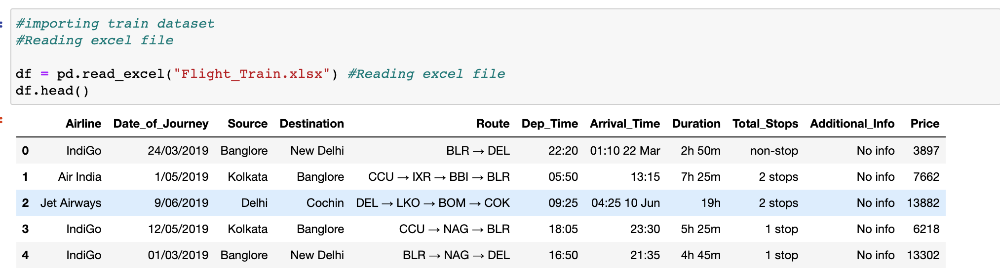 #importing train dataset
#Reading excel file
df = pd.read_excel("Flight_Train.xlsx") #Reading excel file
df.head()
Airline Date_of_Journey Source Destination Route Dep_Time Arrival_Time Duration Total_Stops Additional_Info Price
0 IndiGo 24/03/2019 Banglore New Delhi BLR → DEL 22:20 01:10 22 Mar 2h 50m non-stop No info 3897
1 Air India 1/05/2019 Kolkata Banglore CCU → IXR → BBI → BLR 05:50 13:15 7h 25m 2 stops No info 7662
2 Jet Airways 9/06/2019 Delhi Cochin DEL → LKO → BOM → COK 09:25 04:25 10 Jun 19h 2 stops No info 13882
3 IndiGo 12/05/2019 Kolkata Banglore CCU → NAG → BLR 18:05 23:30 5h 25m 1 stop No info 6218
4 IndiGo 01/03/2019 Banglore New Delhi BLR → NAG → DEL 16:50 21:35 4h 45m 1 stop No info 13302